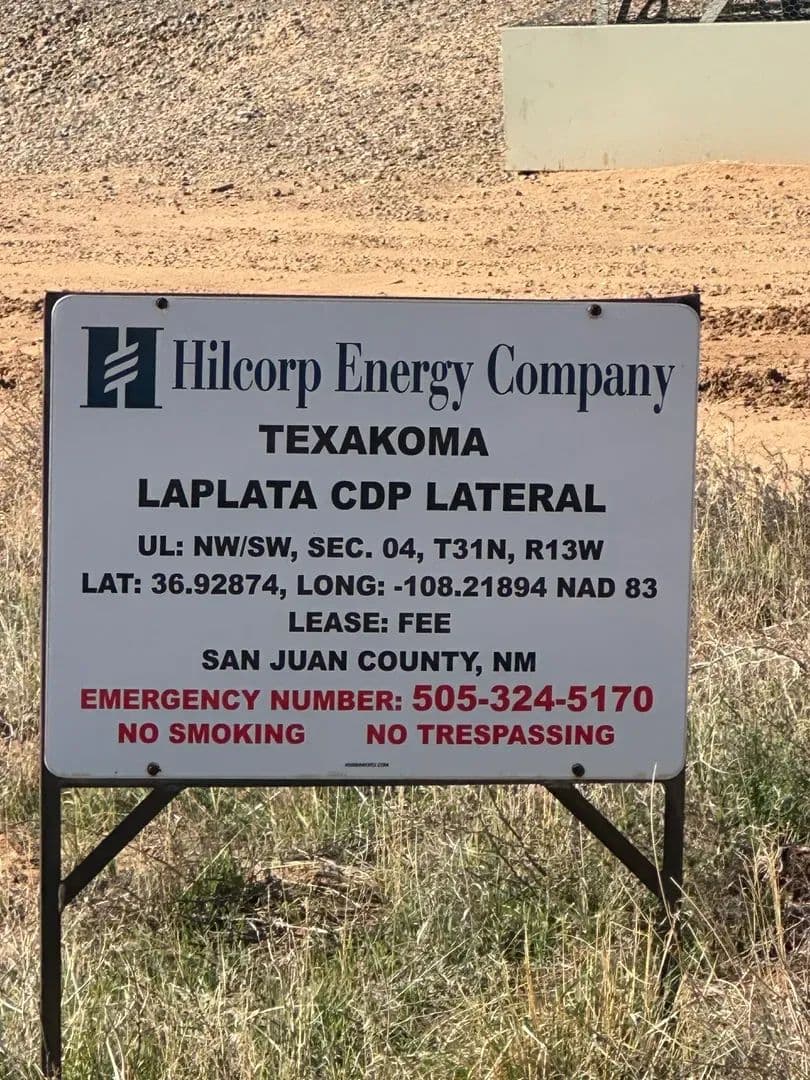 Hilcorp Energy Company
TEXAKOMA
LAPLATA CDP LATERAL
UL: NW/SW, SEC. 04, T31N, R13W
LAT: 36.92874, LONG: -108.21894 NAD 83
LEASE: FEE
SAN JUAN COUNTY, NM
EMERGENCY NUMBER: 505-324-5170
NO SMOKING NO TRESPASSING